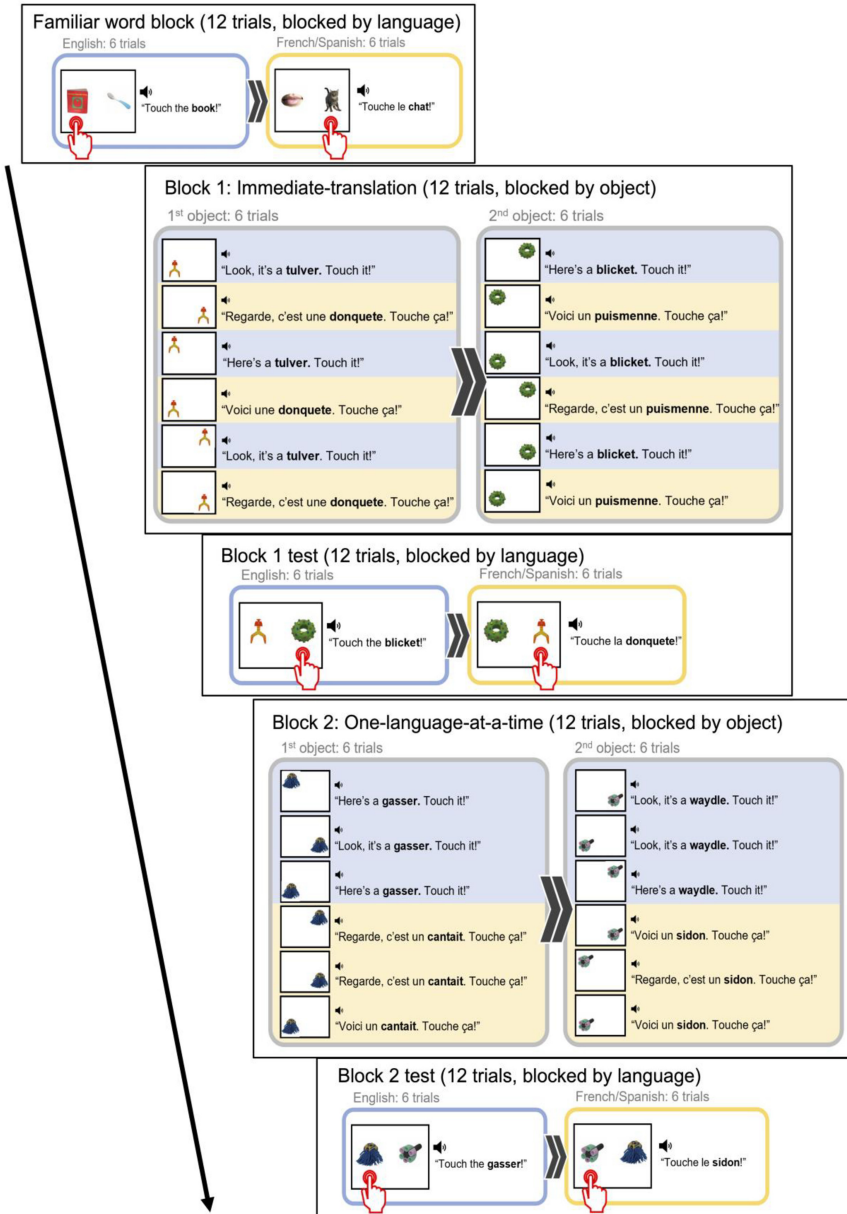 Familiar word block (12 trials, blocked by language)
English: 6 trials
French/Spanish: 6 trials
“Touch the book!”
“Touche le chat!”
Block 1: Immediate-translation (12 trials, blocked by object)
1st object: 6 trials
“Look, it’s a tulver. Touch it!”
“Regarde, c’est une donquete. Touche ça!”
“Here’s a tulver. Touch it!”
“Voici une donquete. Touche ça!”
“Look, it’s a tulver. Touch it!”
“Regarde, c’est une donquete. Touche ça!”
2nd object: 6 trials
“Here’s a blicket. Touch it!”
“Voici un puismenne. Touche ça!”
“Look, it’s a blicket. Touch it!”
“Regarde, c’est un puismenne. Touche ça!”
“Here’s a blicket. Touch it!”
“Voici un puismenne. Touche ça!”
Block 1 test (12 trials, blocked by language)
English: 6 trials
French/Spanish: 6 trials
“Touch the blicket!”
“Touche la donquete!”
Block 2: One-language-at-a-time (12 trials, blocked by object)
1st object: 6 trials
“Here’s a gasser. Touch it!”
“Look, it’s a gasser. Touch it!”
“Here’s a gasser. Touch it!”
“Regarde, c’est un cantait. Touche ça!”
“Regarde, c’est un cantait. Touche ça!”
“Voici un cantait. Touche ça!”
2nd object: 6 trials
“Look, it’s a waydle. Touch it!”
“Look, it’s a waydle. Touch it!”
“Here’s a waydle. Touch it!”
“Voici un sidon. Touche ça!”
“Regarde, c’est un sidon. Touche ça!”
“Voici un sidon. Touche ça!”
Block 2 test (12 trials, blocked by language)
English: 6 trials
French/Spanish: 6 trials
“Touch the gasser!”
“Touche le sidon!”